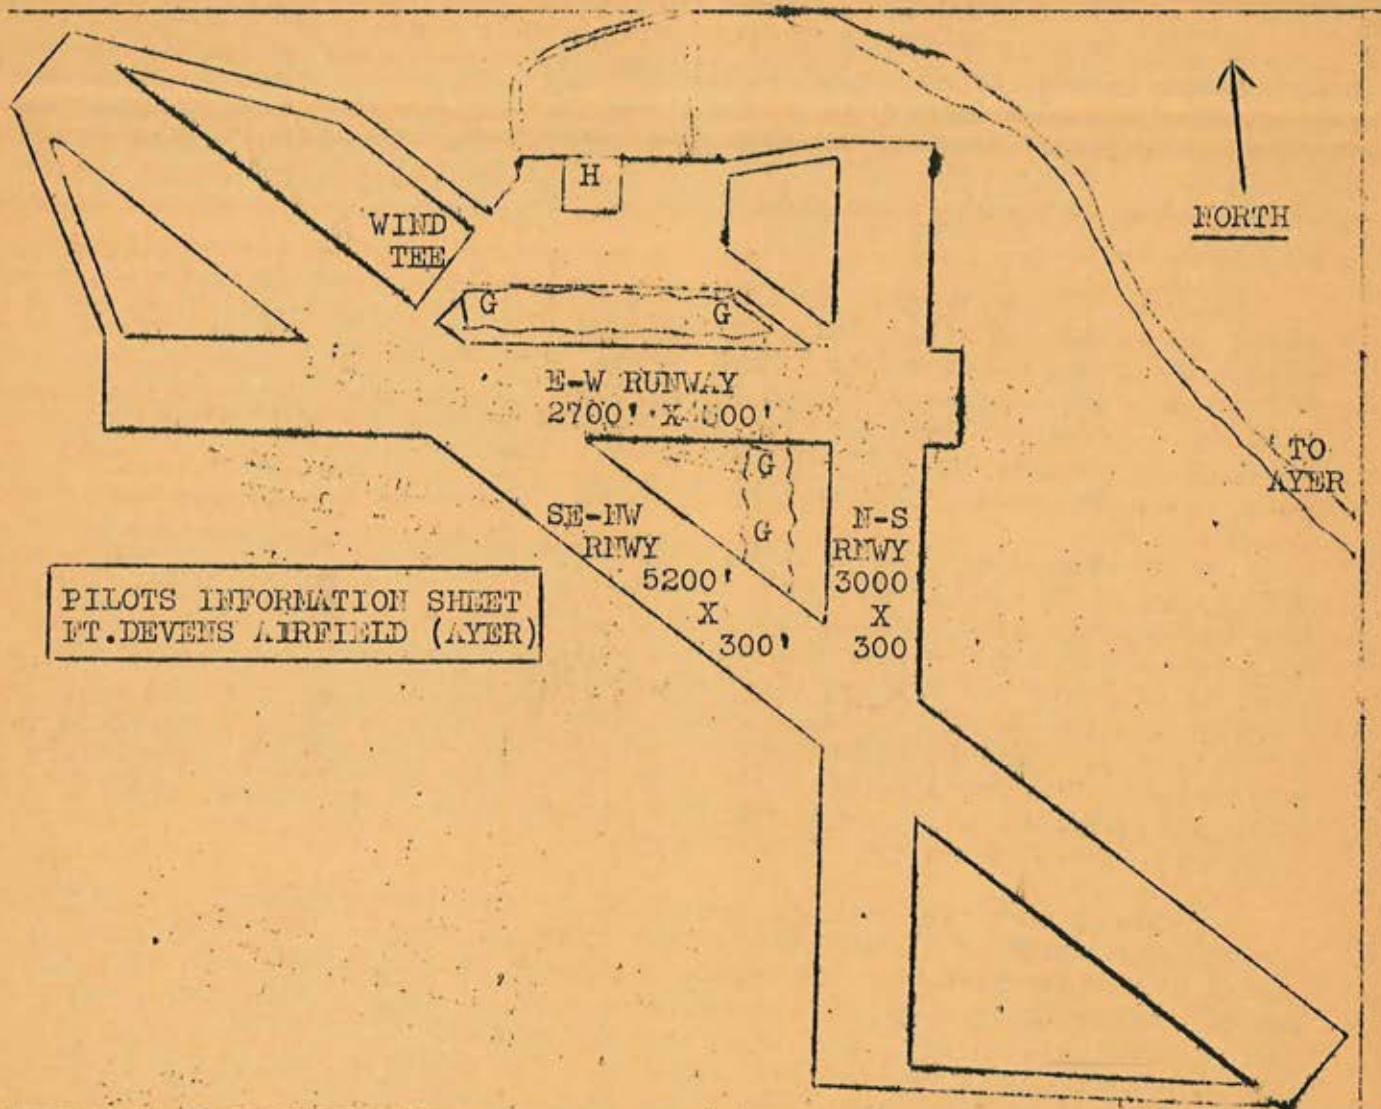 H
NORTH
WIND
TEE
G
G
E-W RUNWAY
2700' X 300'
TO
AYER
G
G
SE-NW
RNWY
5200'
X
300'
N-S
RNWY
3000
X
300
PILOTS INFORMATION SHEET
FT.DEVENS AIRFIELD (AYER)